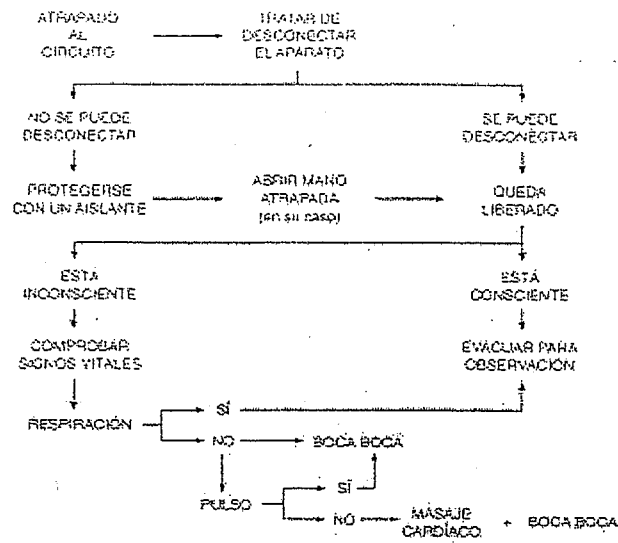 ATRAPADO
AL
CIRCUITO
TRATAR DE
DESCONECTAR
EL APARATO
NO SE PUEDE
DESCONECTAR
SE PUEDE
DESCONECTAR
PROTEGERSE
CON UN AISLANTE
ABRIR MANO
ATRAPADA
(en su caso)
QUEDA
LIBERADO
ESTÁ
INCONSCIENTE
ESTÁ
CONSCIENTE
COMPROBAR
SIGNOS VITALES
EVACUAR PARA
OBSERVACIÓN
RESPIRACIÓN
SÍ
NO
BOCA BOCA
PULSO
SÍ
NO
MASAJE
CARDÍACO
+ BOCA BOCA